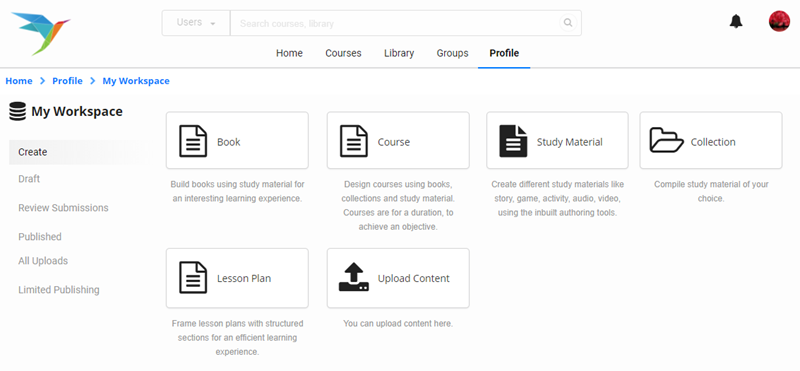 Users
Search courses, library
Home
Courses
Library
Groups
Profile
Home
Profile
My Workspace
My Workspace
Create
Draft
Review Submissions
Published
All Uploads
Limited Publishing
Book
Build books using study material for
an interesting learning experience.
Course
Design courses using books,
collections and study material.
Courses are for a duration, to
achieve an objective.
Study Material
Create different study materials like
story, game, activity, audio, video,
using the inbuilt authoring tools.
Collection
Compile study material of your
choice.
Lesson Plan
Frame lesson plans with structured
sections for an efficient learning
experience.
Upload Content
You can upload content here.